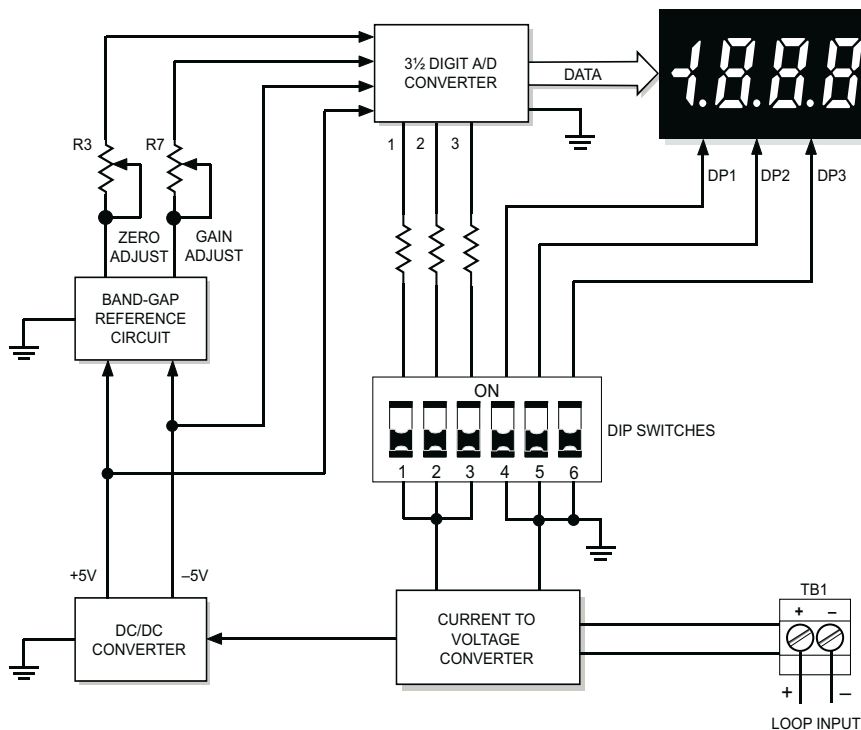 3½ DIGIT A/D
CONVERTER
DATA
-1.8.8.8
R3
R7
1
2
3
DP1
DP2
DP3
ZERO
ADJUST
GAIN
ADJUST
BAND-GAP
REFERENCE
CIRCUIT
ON
1 2 3 4 5 6
DIP SWITCHES
+5V
–5V
DC/DC
CONVERTER
CURRENT TO
VOLTAGE
CONVERTER
TB1
+ –
+ –
LOOP INPUT